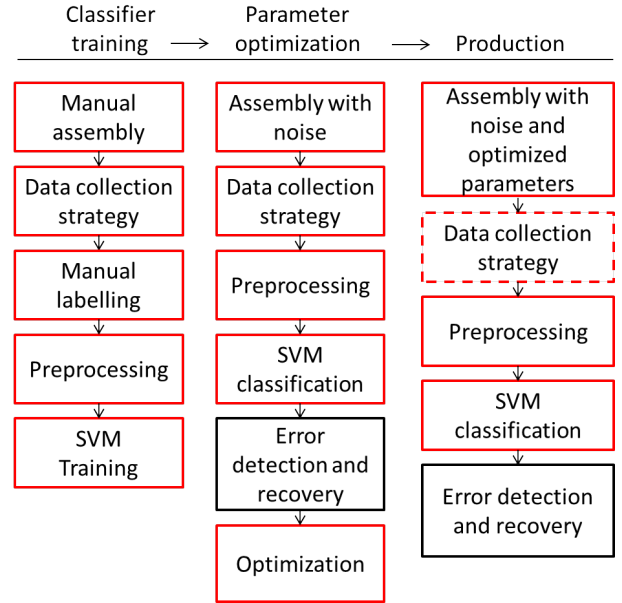 Classifier
training
Parameter
optimization
Production
Manual
assembly
Data collection
strategy
Manual
labelling
Preprocessing
SVM
Training
Assembly with
noise
Data collection
strategy
Preprocessing
SVM
classification
Error
detection and
recovery
Optimization
Assembly with
noise and
optimized
parameters
Data collection
strategy
Preprocessing
SVM
classification
Error detection
and recovery